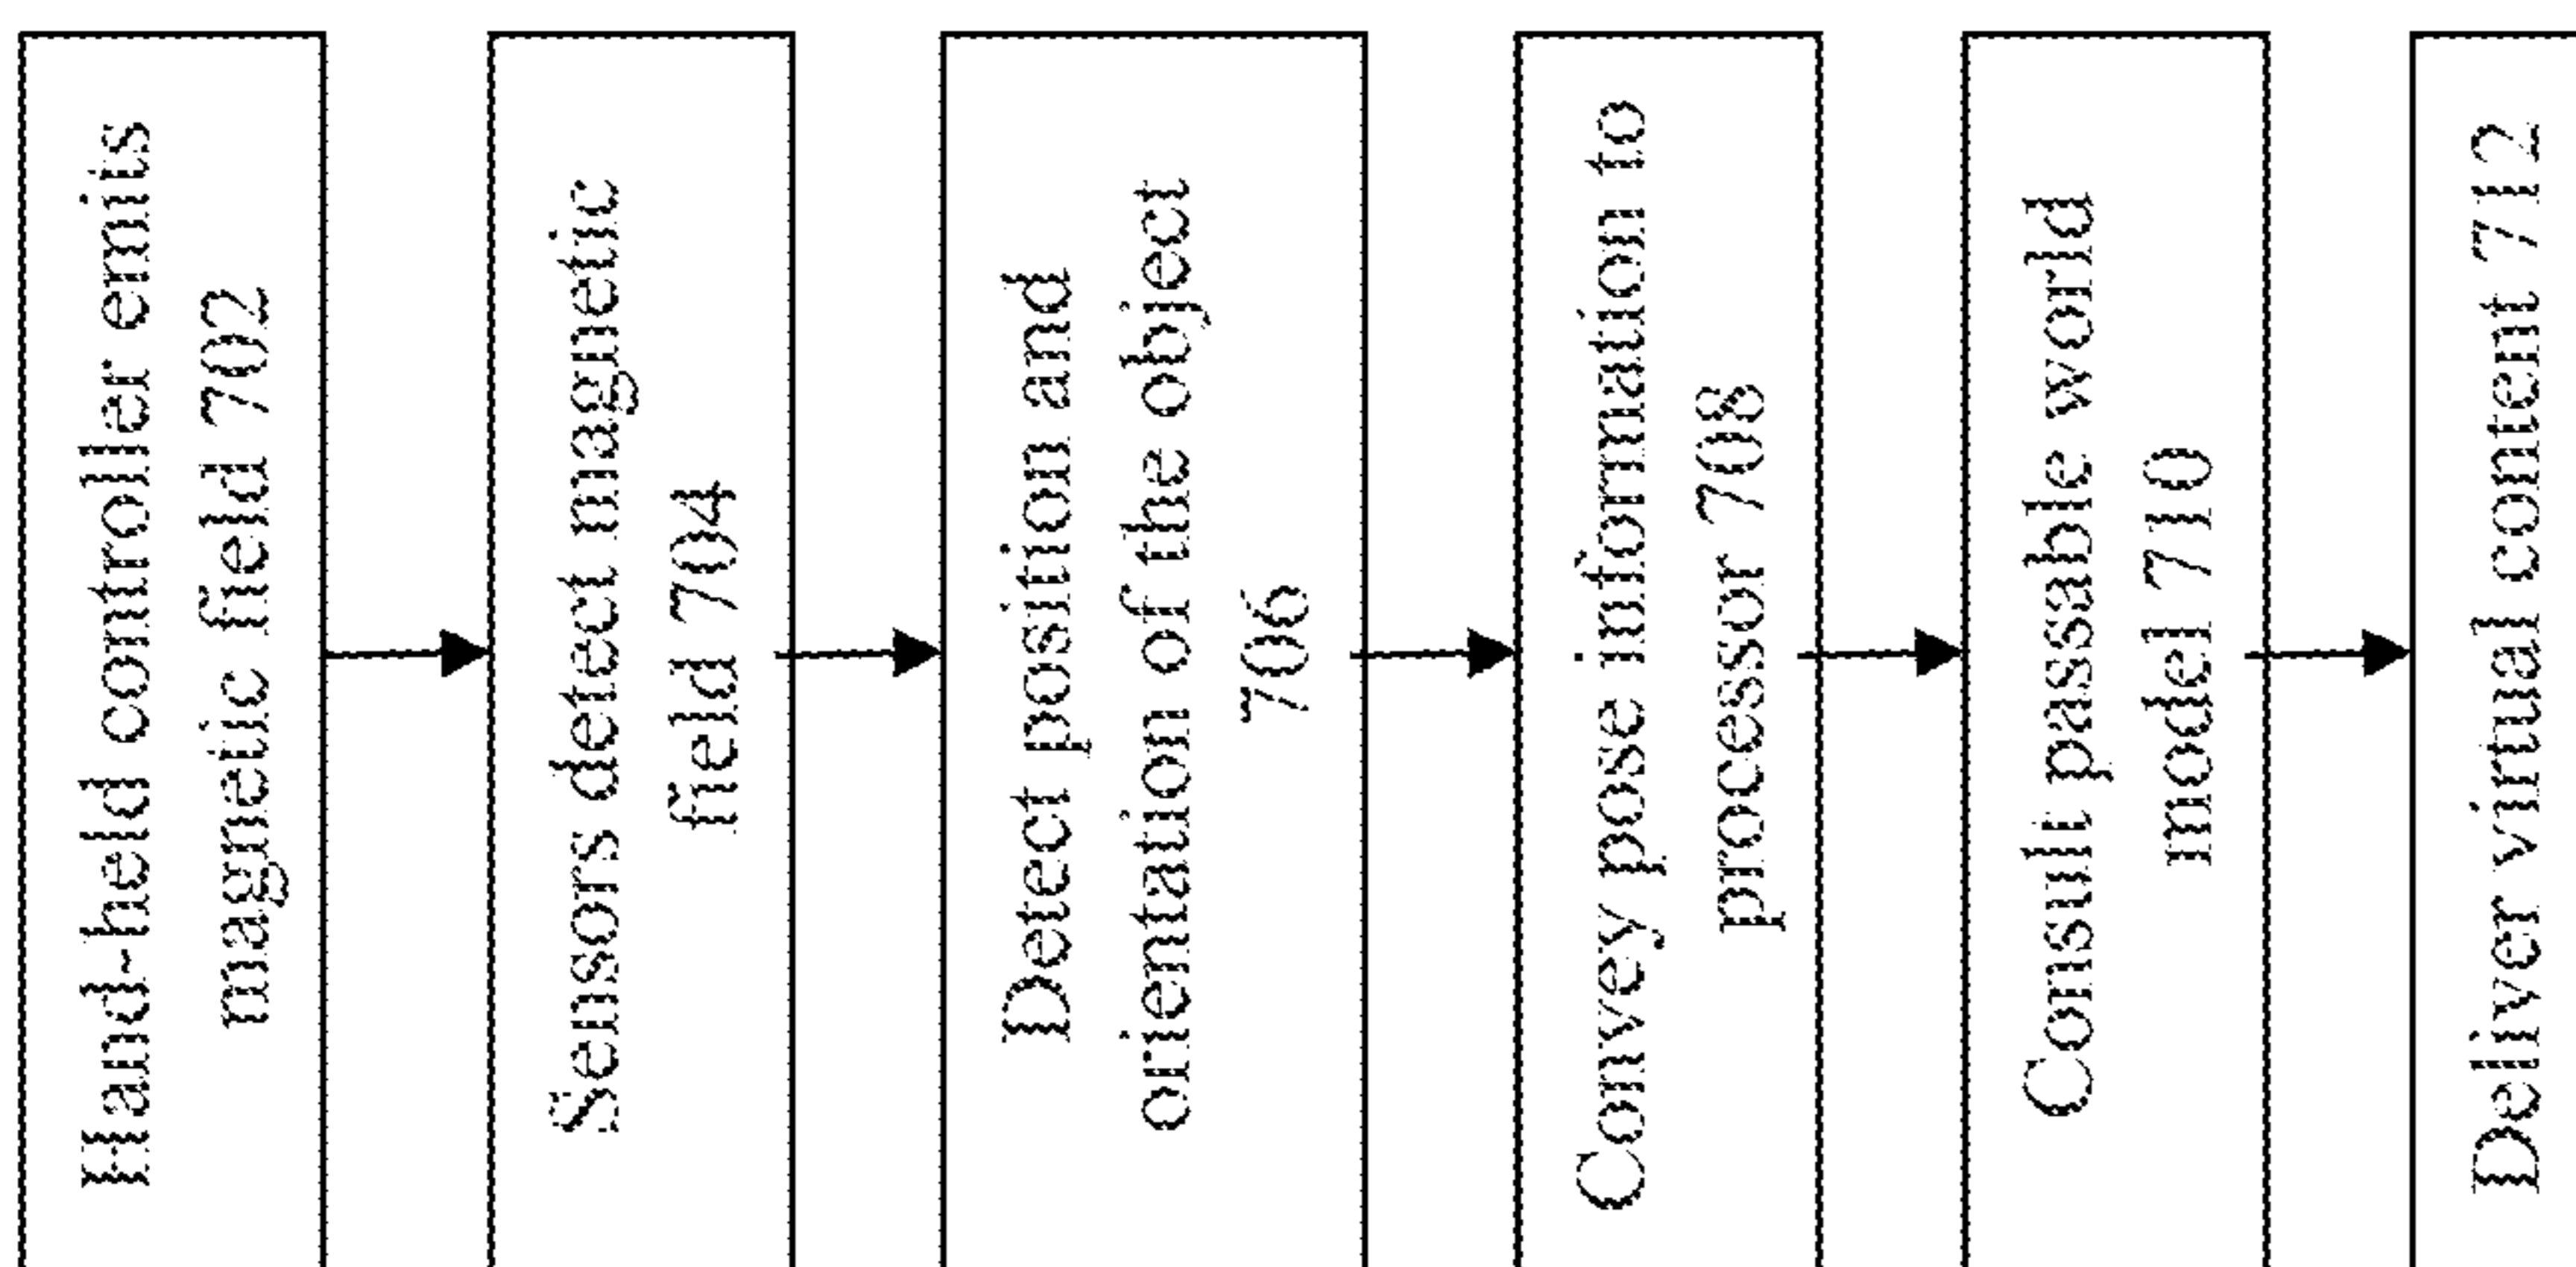 Hand-held controller emits
magnetic field 702
Sensors detect magnetic
field 704
Detect position and
orientation of the object
706
Convey pose information to
processor 708
Consult passable world
model 710
Deliver virtual content 712